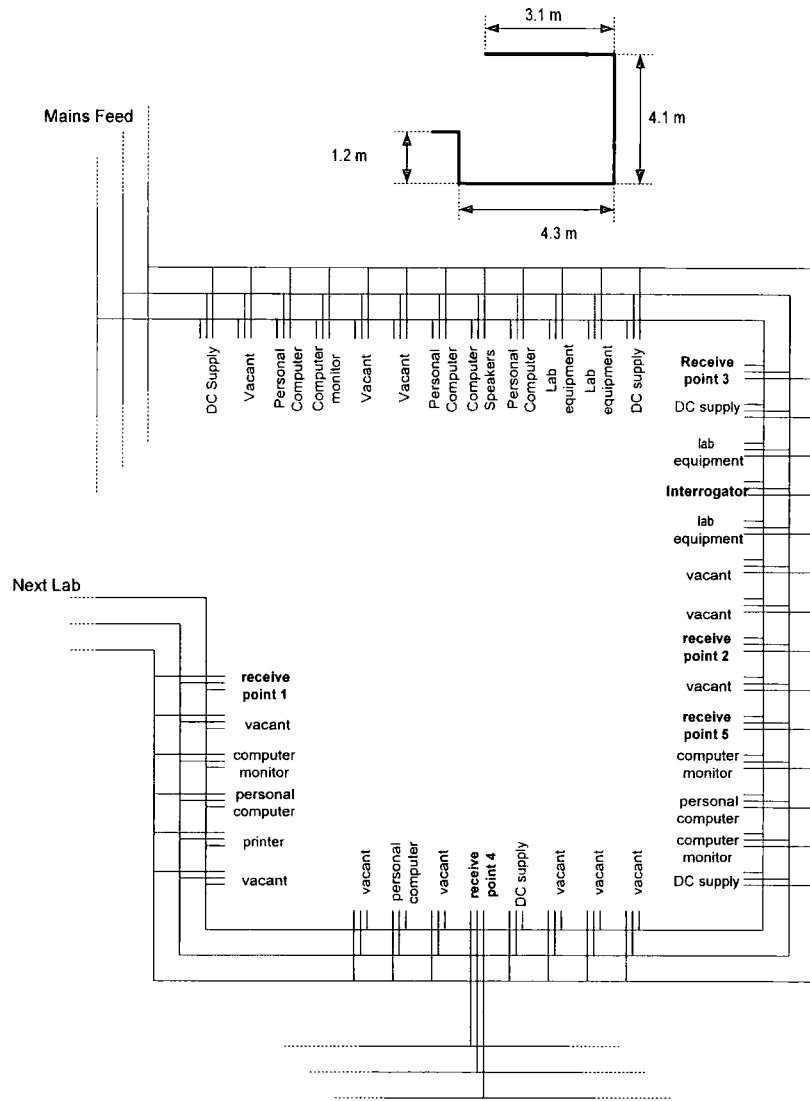 3.1 m
Mains Feed
4.1 m
1.2 m
4.3 m
DC Supply
Vacant
Personal
Computer
Computer
monitor
Vacant
Vacant
Personal
Computer
Computer
Speakers
Personal
Computer
Lab
equipment
Lab
equipment
DC supply
Receive
point 3
DC supply
lab
equipment
Interrogator
lab
equipment
vacant
vacant
receive
point 2
vacant
receive
point 5
computer
monitor
personal
computer
computer
monitor
DC supply
Next Lab
receive
point 1
vacant
computer
monitor
personal
computer
printer
vacant
vacant
personal
computer
vacant
receive
point 4
DC supply
vacant
vacant
vacant